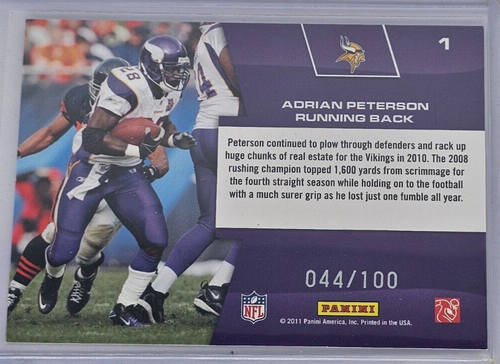 1
ADRIAN PETERSON
RUNNING BACK
Peterson continued to plow through defenders and rack up
huge chunks of real estate for the Vikings in 2010. The 2008
rushing champion topped 1,600 yards from scrimmage for
the fourth straight season while holding on to the football
with a much surer grip as he lost just one fumble all year.
044/100
NFL
PANINI
© 2011 Panini America, Inc. Printed in the USA.
28